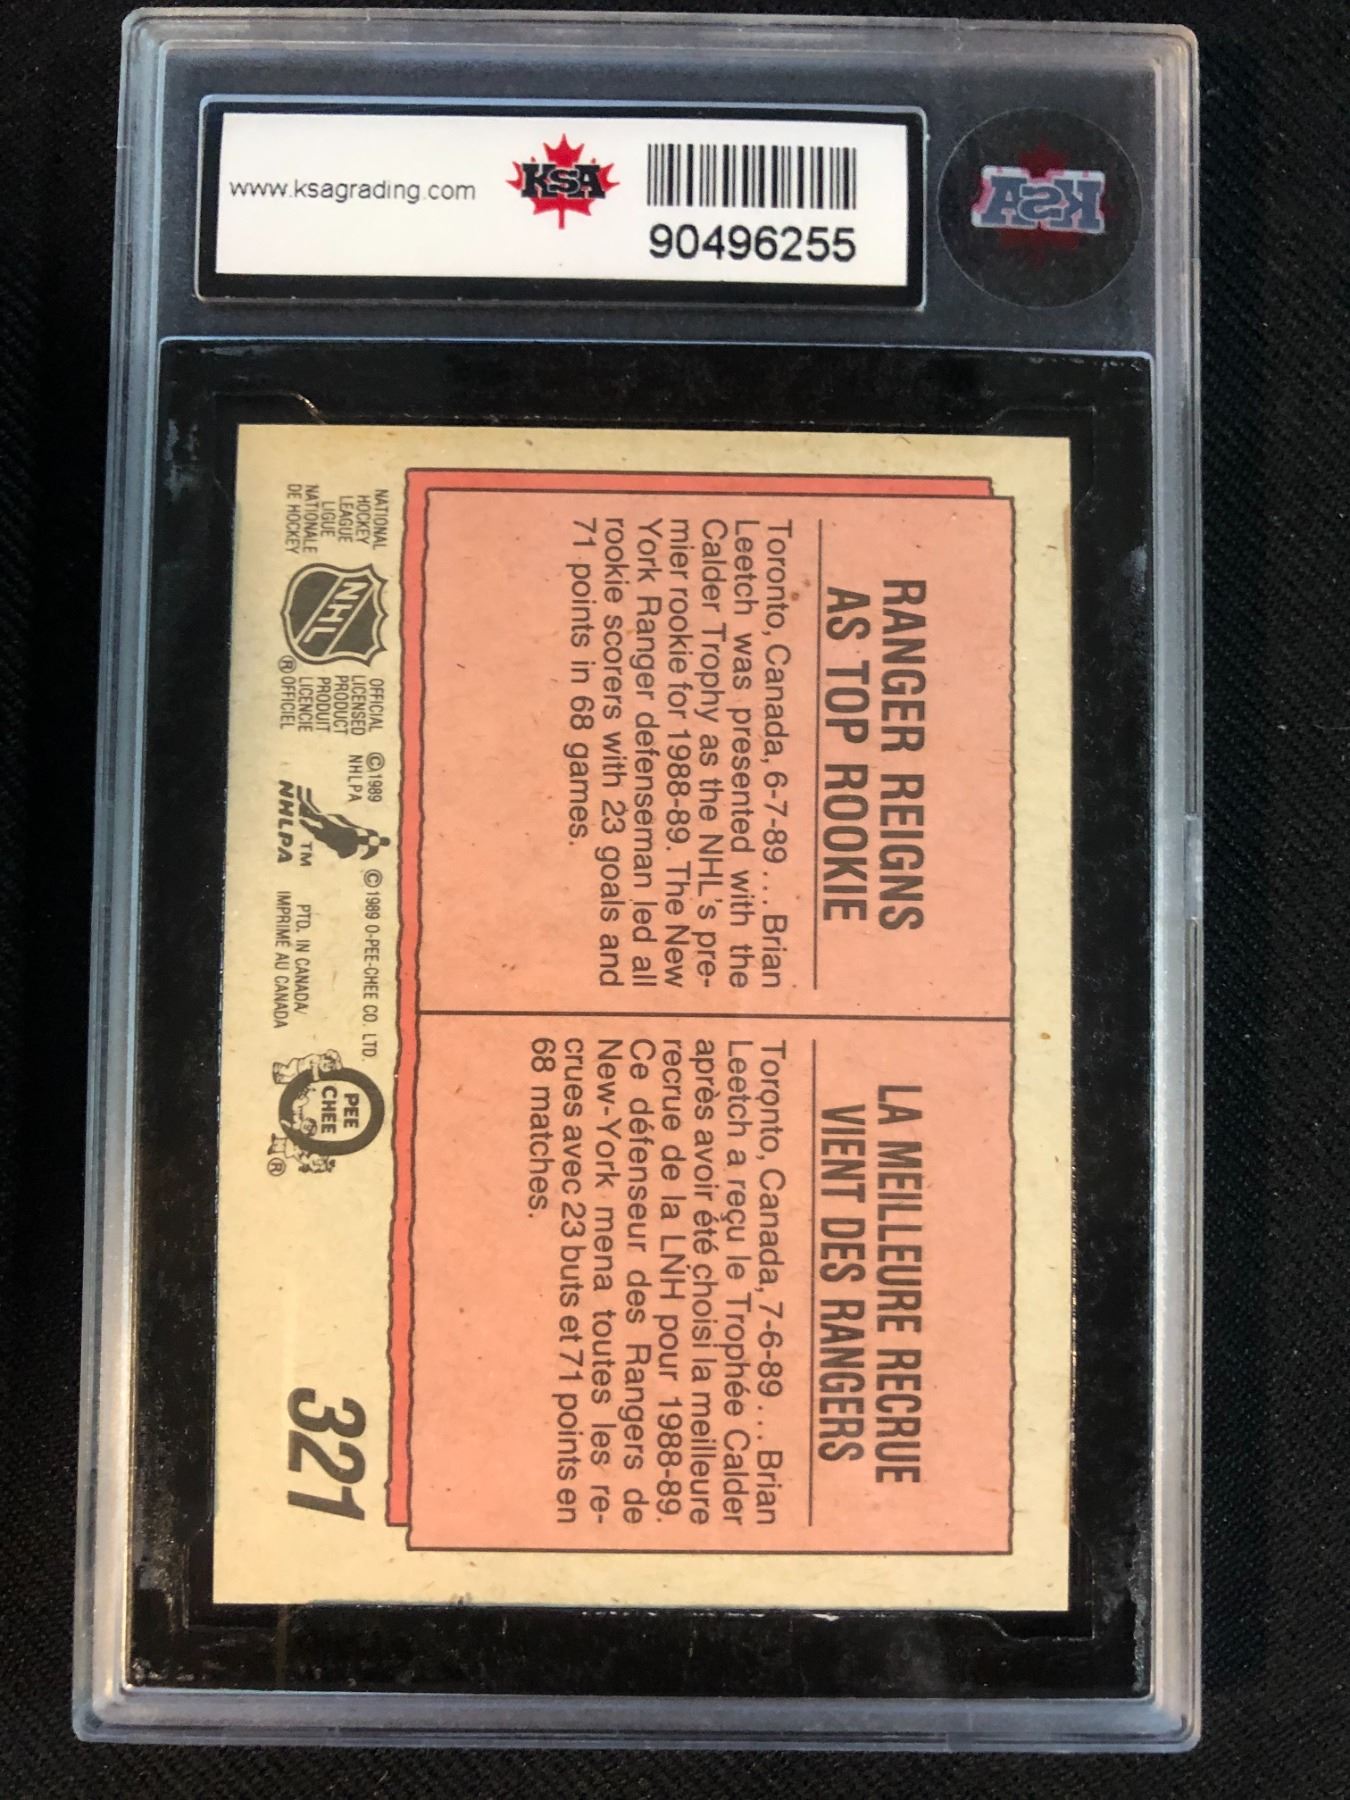 www.ksagrading.com
KSA
90496255
KSA
RANGER REIGNS
AS TOP ROOKIE
Toronto, Canada, 6-7-89... Brian
Leetch was presented with the
Calder Trophy as the NHL's pre-
mier rookie for 1988-89. The New
York Ranger defenseman led all
rookie scorers with 23 goals and
71 points in 68 games.
LA MEILLEURE RECRUE
VIENT DES RANGERS
Toronto, Canada, 7-6-89... Brian
Leetch a reçu le Trophée Calder
après avoir été choisi la meilleure
recrue de la LNH pour 1988-89.
Ce défenseur des Rangers de
New-York mena toutes les re-
crues avec 23 buts et 71 points en
68 matches.
NATIONAL
HOCKEY
LEAGUE
LIGUE
NATIONALE
DE HOCKEY
NHL
®
OFFICIAL
LICENSED
PRODUCT
PRODUIT
LICENCIE
OFFICIEL
©1989
NHLPA
NHLPA
TM
©1989 O-PEE-CHEE CO. LTD.
PTD. IN CANADA/
IMPRIMÉ AU CANADA
O
PEE
CHEE
®
321